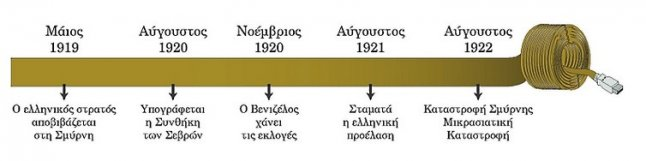 Μάιος
1919
Αύγουστος
1920
Νοέμβριος
1920
Αύγουστος
1921
Αύγουστος
1922
Ο ελληνικός στρατός
αποβιβάζεται
στη Σμύρνη
Υπογράφεται
η Συνθήκη
των Σεβρών
Ο Βενιζέλος
χάνει
τις εκλογές
Σταματά
η ελληνική
προέλαση
Καταστροφή Σμύρνης
Μικρασιατική
Καταστροφή